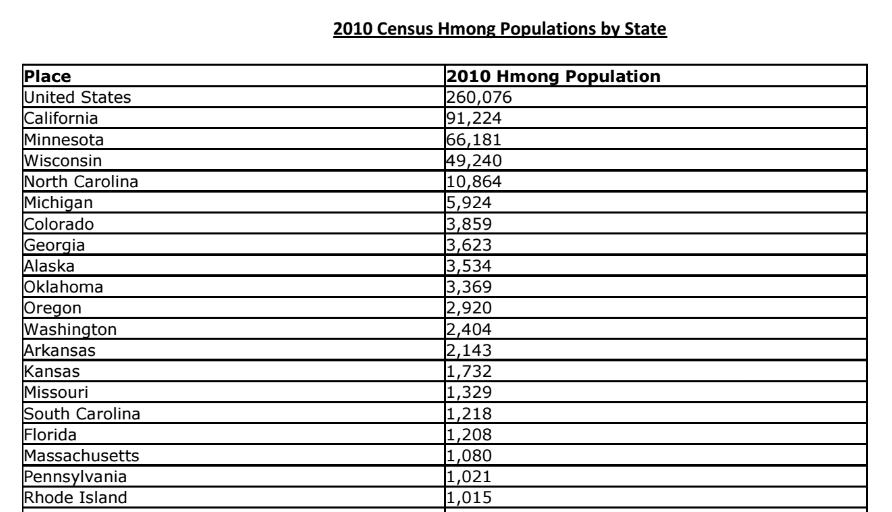 2010 Census Hmong Populations by State
Place 2010 Hmong Population
United States 260,076
California 91,224
Minnesota 66,181
Wisconsin 49,240
North Carolina 10,864
Michigan 5,924
Colorado 3,859
Georgia 3,623
Alaska 3,534
Oklahoma 3,369
Oregon 2,920
Washington 2,404
Arkansas 2,143
Kansas 1,732
Missouri 1,329
South Carolina 1,218
Florida 1,208
Massachusetts 1,080
Pennsylvania 1,021
Rhode Island 1,015